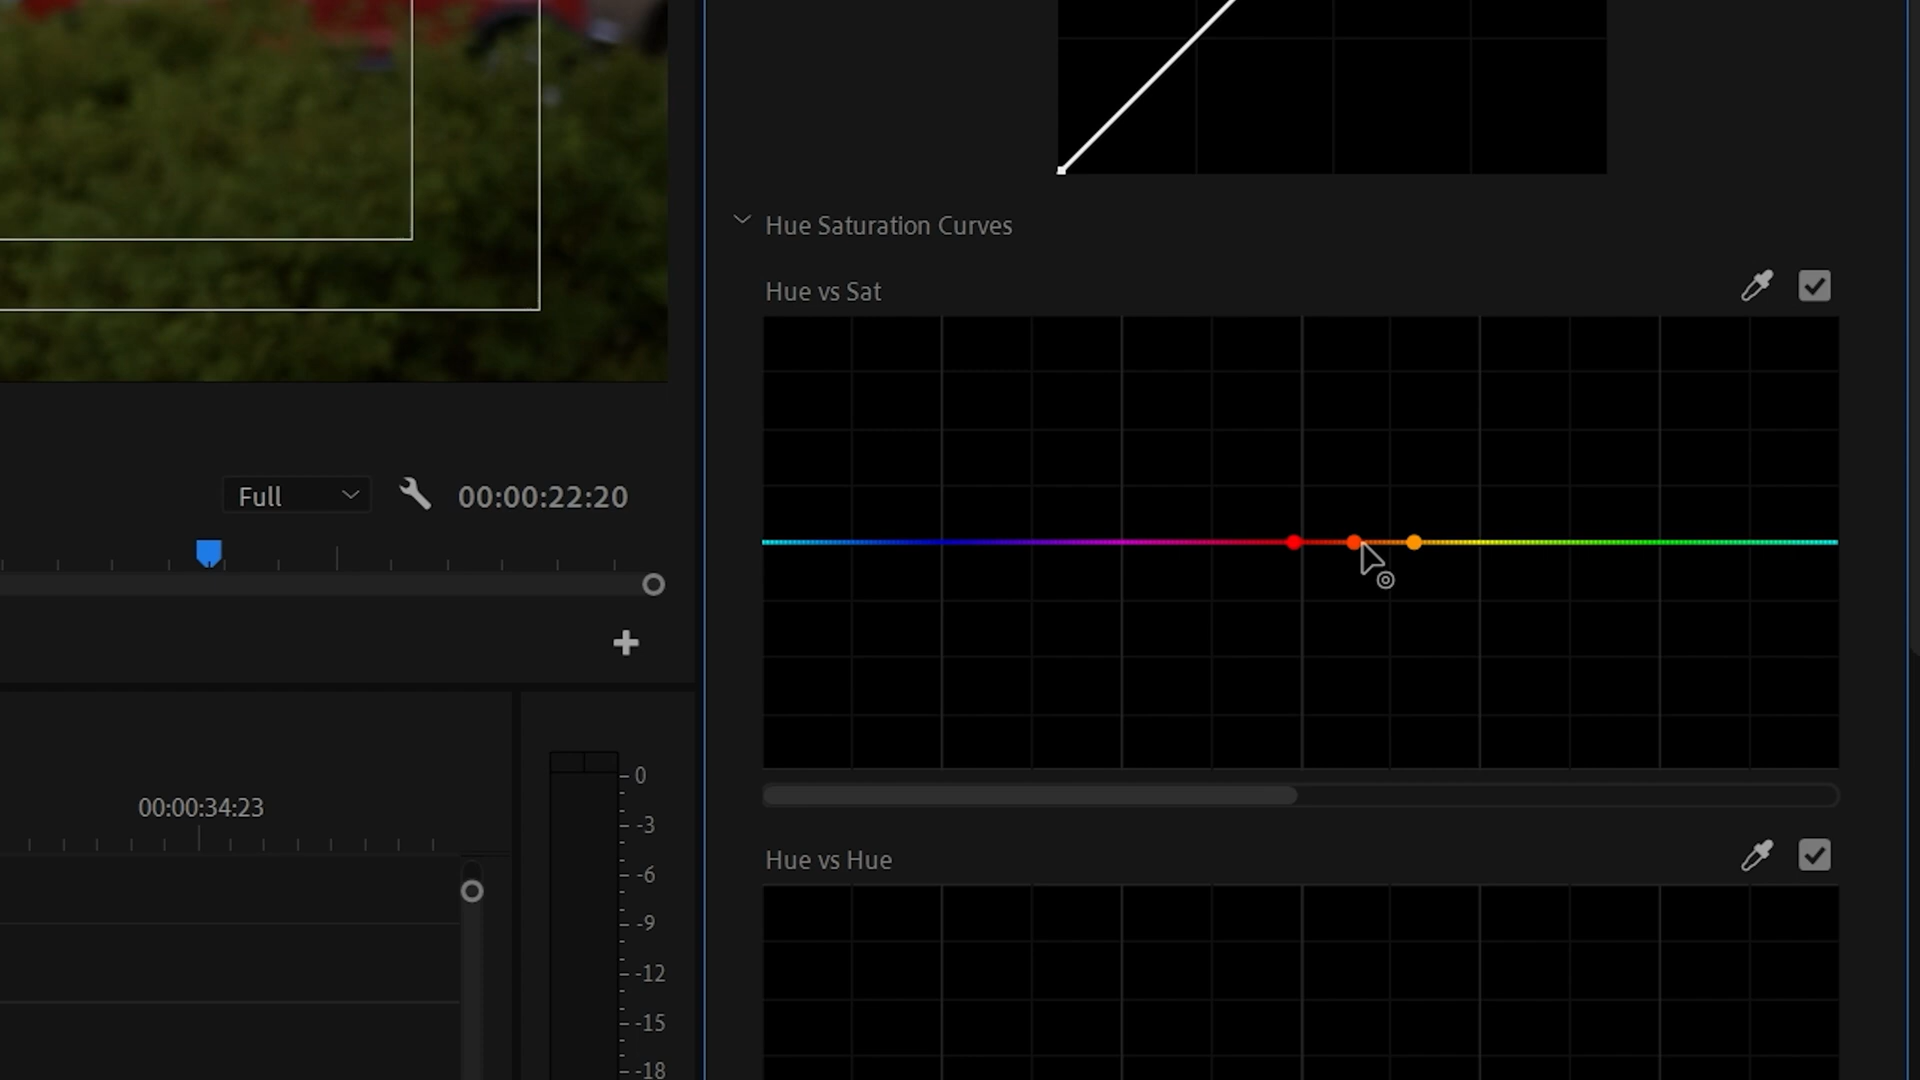 Hue Saturation Curves
Hue vs Sat
Full
00:00:22:20
00:00:34:23
0
-3
-6
-9
-12
-15
-18
Hue vs Hue